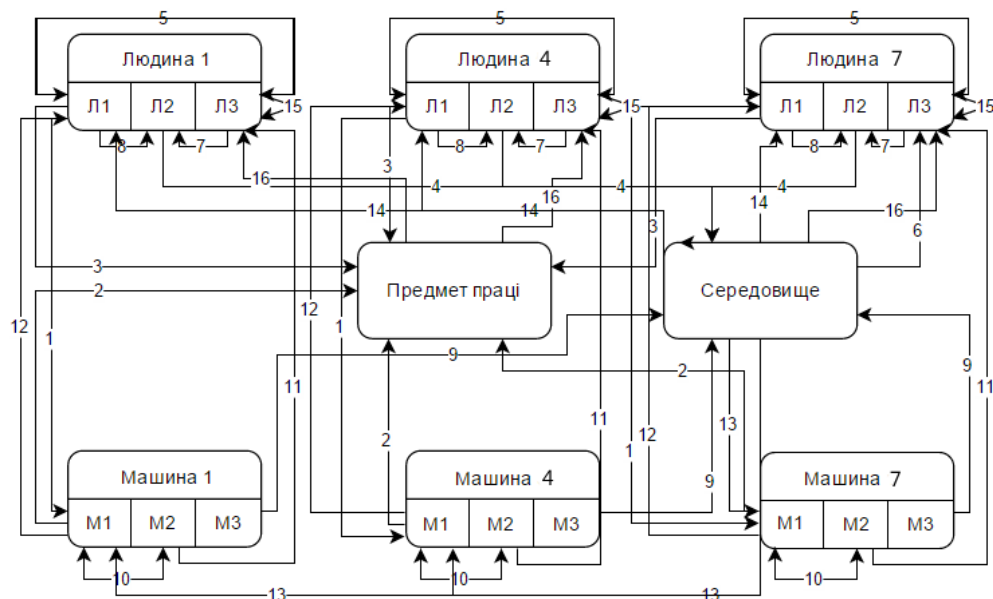 5 5 5
Людина 1 Людина 4 Людина 7
Л1 Л2 Л3 15 Л1 Л2 Л3 15 Л1 Л2 Л3 15
8 7 8 7 8 7
3
16 4 16 4 4
14 14 14 16
3 6
3
2 Предмет праці Середовище
12 1 12 1
9 2 9
11 11
13
11
2 12 1
9
Машина 1 Машина 4 Машина 7
М1 М2 М3 М1 М2 М3 М1 М2 М3
10 10 10
13 13